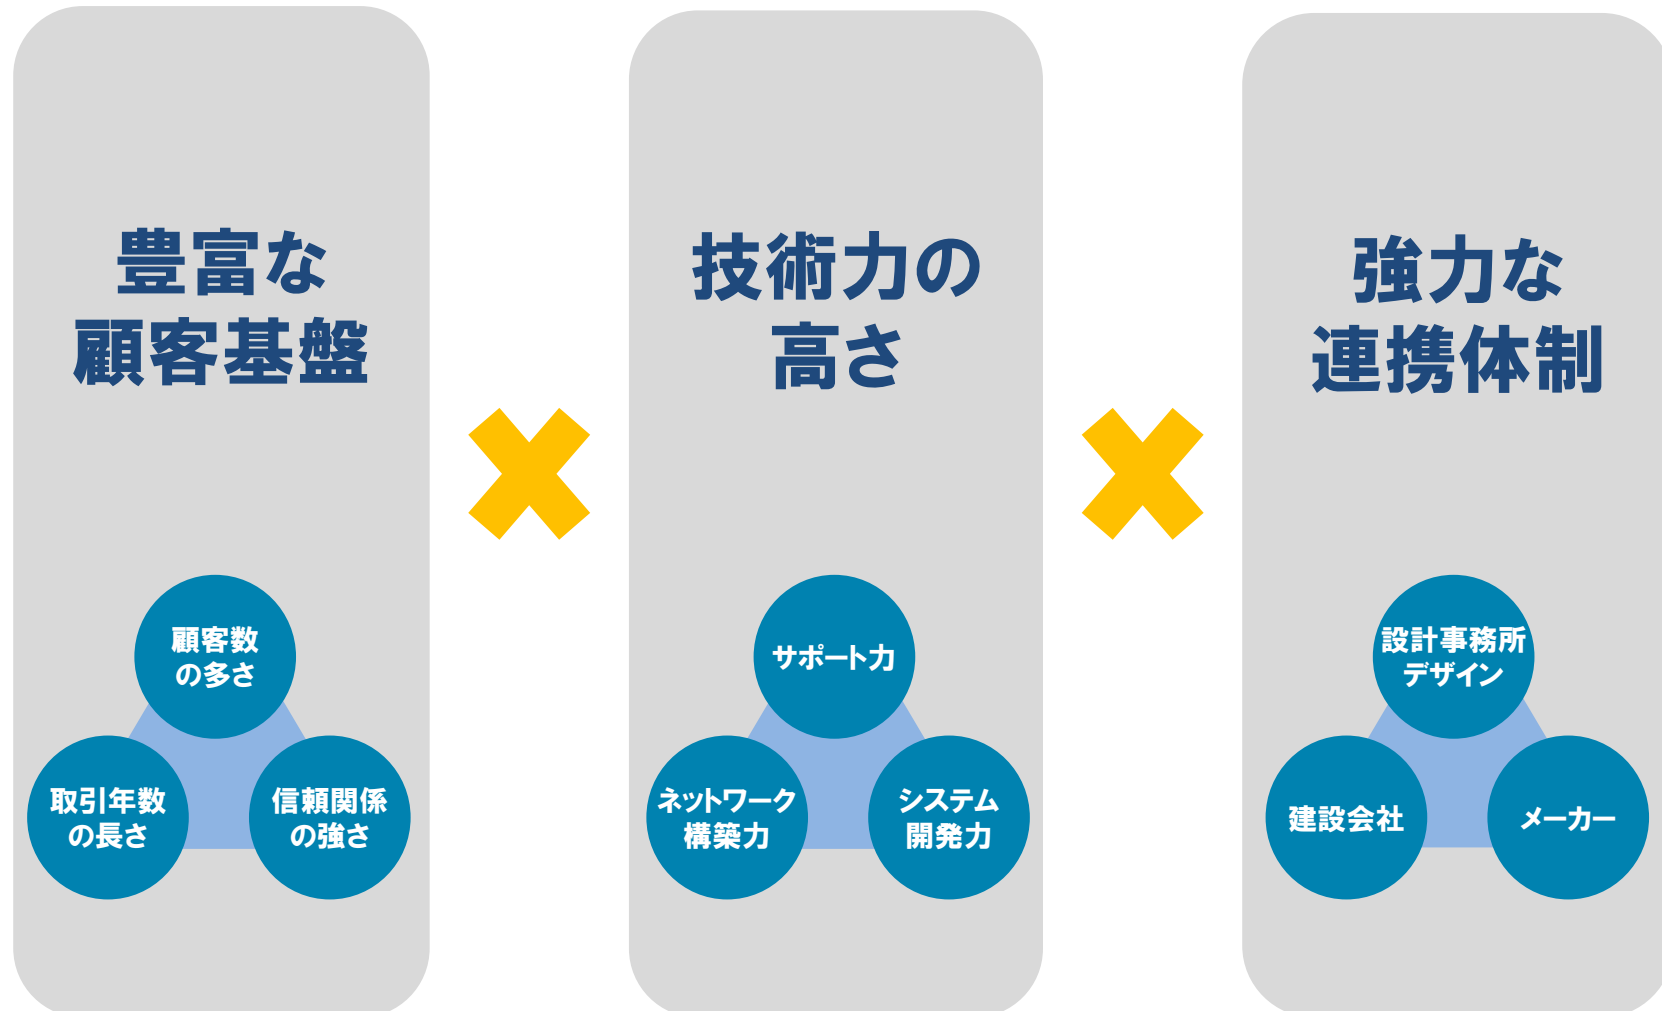 豊富な
顧客基盤
顧客数
の多さ
取引年数
の長さ
信頼関係
の強さ
技術力の
高さ
サポート力
ネットワーク
構築力
システム
開発力
強力な
連携体制
設計事務所
デザイン
建設会社
メーカー